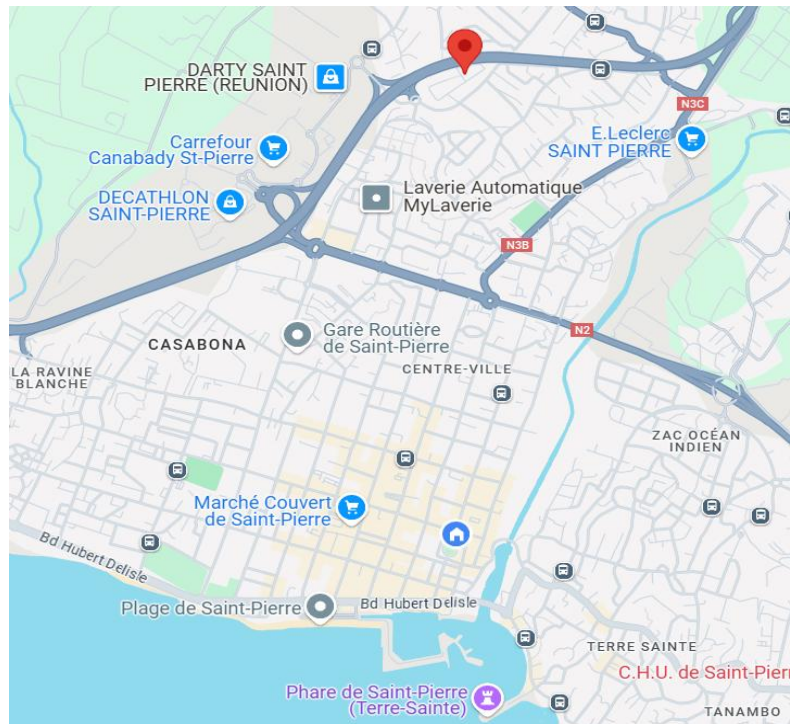 DARTY SAINT
PIERRE (REUNION)
N3C
Carrefour
Canabady St-Pierre
E.Leclerc
SAINT PIERRE
DECATHLON
SAINT-PIERRE
Laverie Automatique
MyLaverie
N3B
Gare Routière
de Saint-Pierre
N2
CASABONA
LA RAVINE
BLANCHE
CENTRE-VILLE
ZAC OCÉAN
INDIEN
Marché Couvert
de Saint-Pierre
Bd Hubert Delisle
Plage de Saint-Pierre
Bd Hubert Delisle
TERRE SAINTE
C.H.U. de Saint-Pierr
Phare de Saint-Pierre
(Terre-Sainte)
TANAMBO